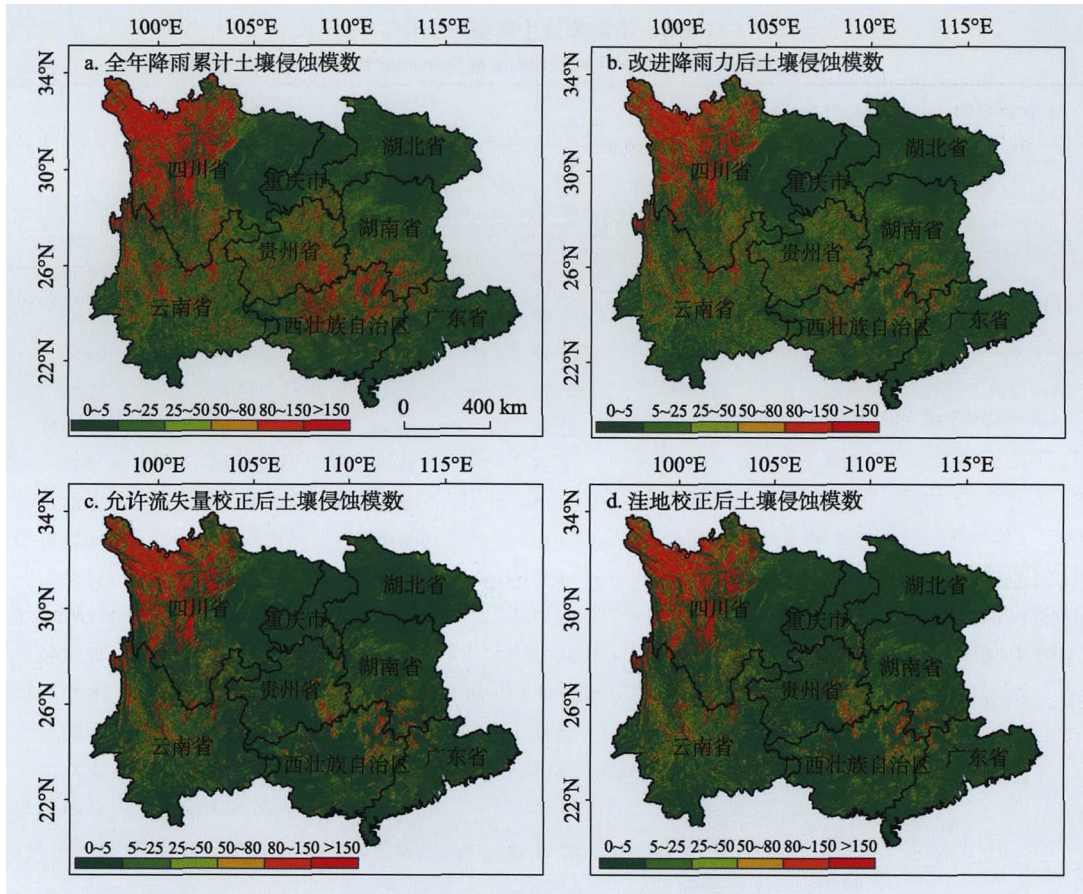 100°E 105°E 110°E 115°E
34°N
30°N
26°N
22°N
a. 全年降雨累计土壤侵蚀模数
四川省
重庆市
湖北省
湖南省
贵州省
云南省
广西壮族自治区
广东省
0~5 5~25 25~50 50~80 80~150 >150
0 400 km
100°E 105°E 110°E 115°E
34°N
30°N
26°N
22°N
b. 改进降雨力后土壤侵蚀模数
四川省
重庆市
湖北省
湖南省
贵州省
云南省
广西壮族自治区
广东省
0~5 5~25 25~50 50~80 80~150 >150
100°E 105°E 110°E 115°E
34°N
30°N
26°N
22°N
c. 允许流失量校正后土壤侵蚀模数
四川省
重庆市
湖北省
湖南省
贵州省
云南省
广西壮族自治区
广东省
0~5 5~25 25~50 50~80 80~150 >150
100°E 105°E 110°E 115°E
34°N
30°N
26°N
22°N
d. 洼地校正后土壤侵蚀模数
四川省
重庆市
湖北省
湖南省
贵州省
云南省
广西壮族自治区
广东省
0~5 5~25 25~50 50~80 80~150 >150